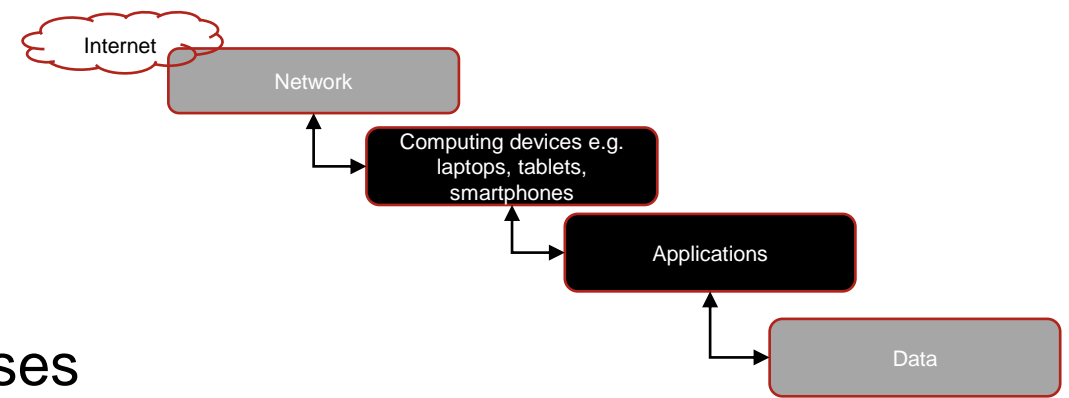 Internet
Network
Computing devices e.g.
laptops, tablets,
smartphones
Applications
Data
ses